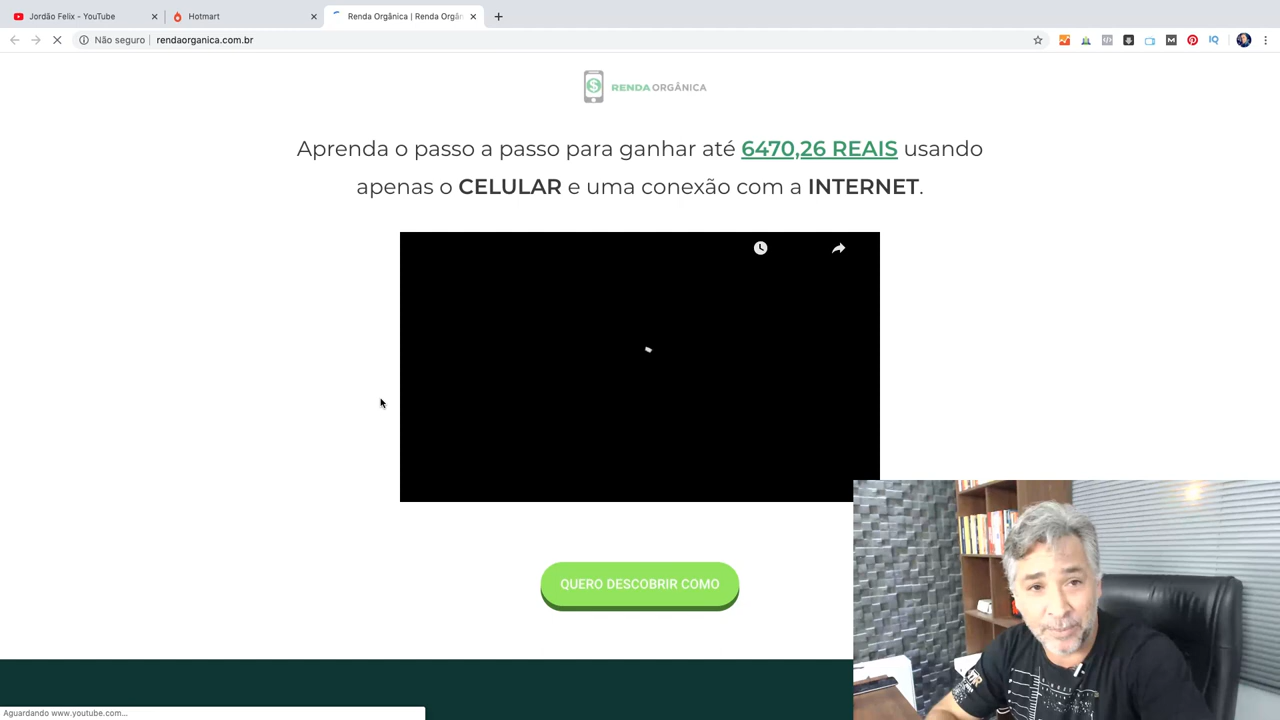 Jordão Felix - YouTube
Hotmart
Renda Orgânica | Renda Orgân
Não seguro
rendaorganica.com.br
RENDA ORGÂNICA
Aprenda o passo a passo para ganhar até 6470,26 REAIS usando
apenas o CELULAR e uma conexão com a INTERNET.
QUERO DESCOBRIR COMO
Aguardando www.youtube.com...